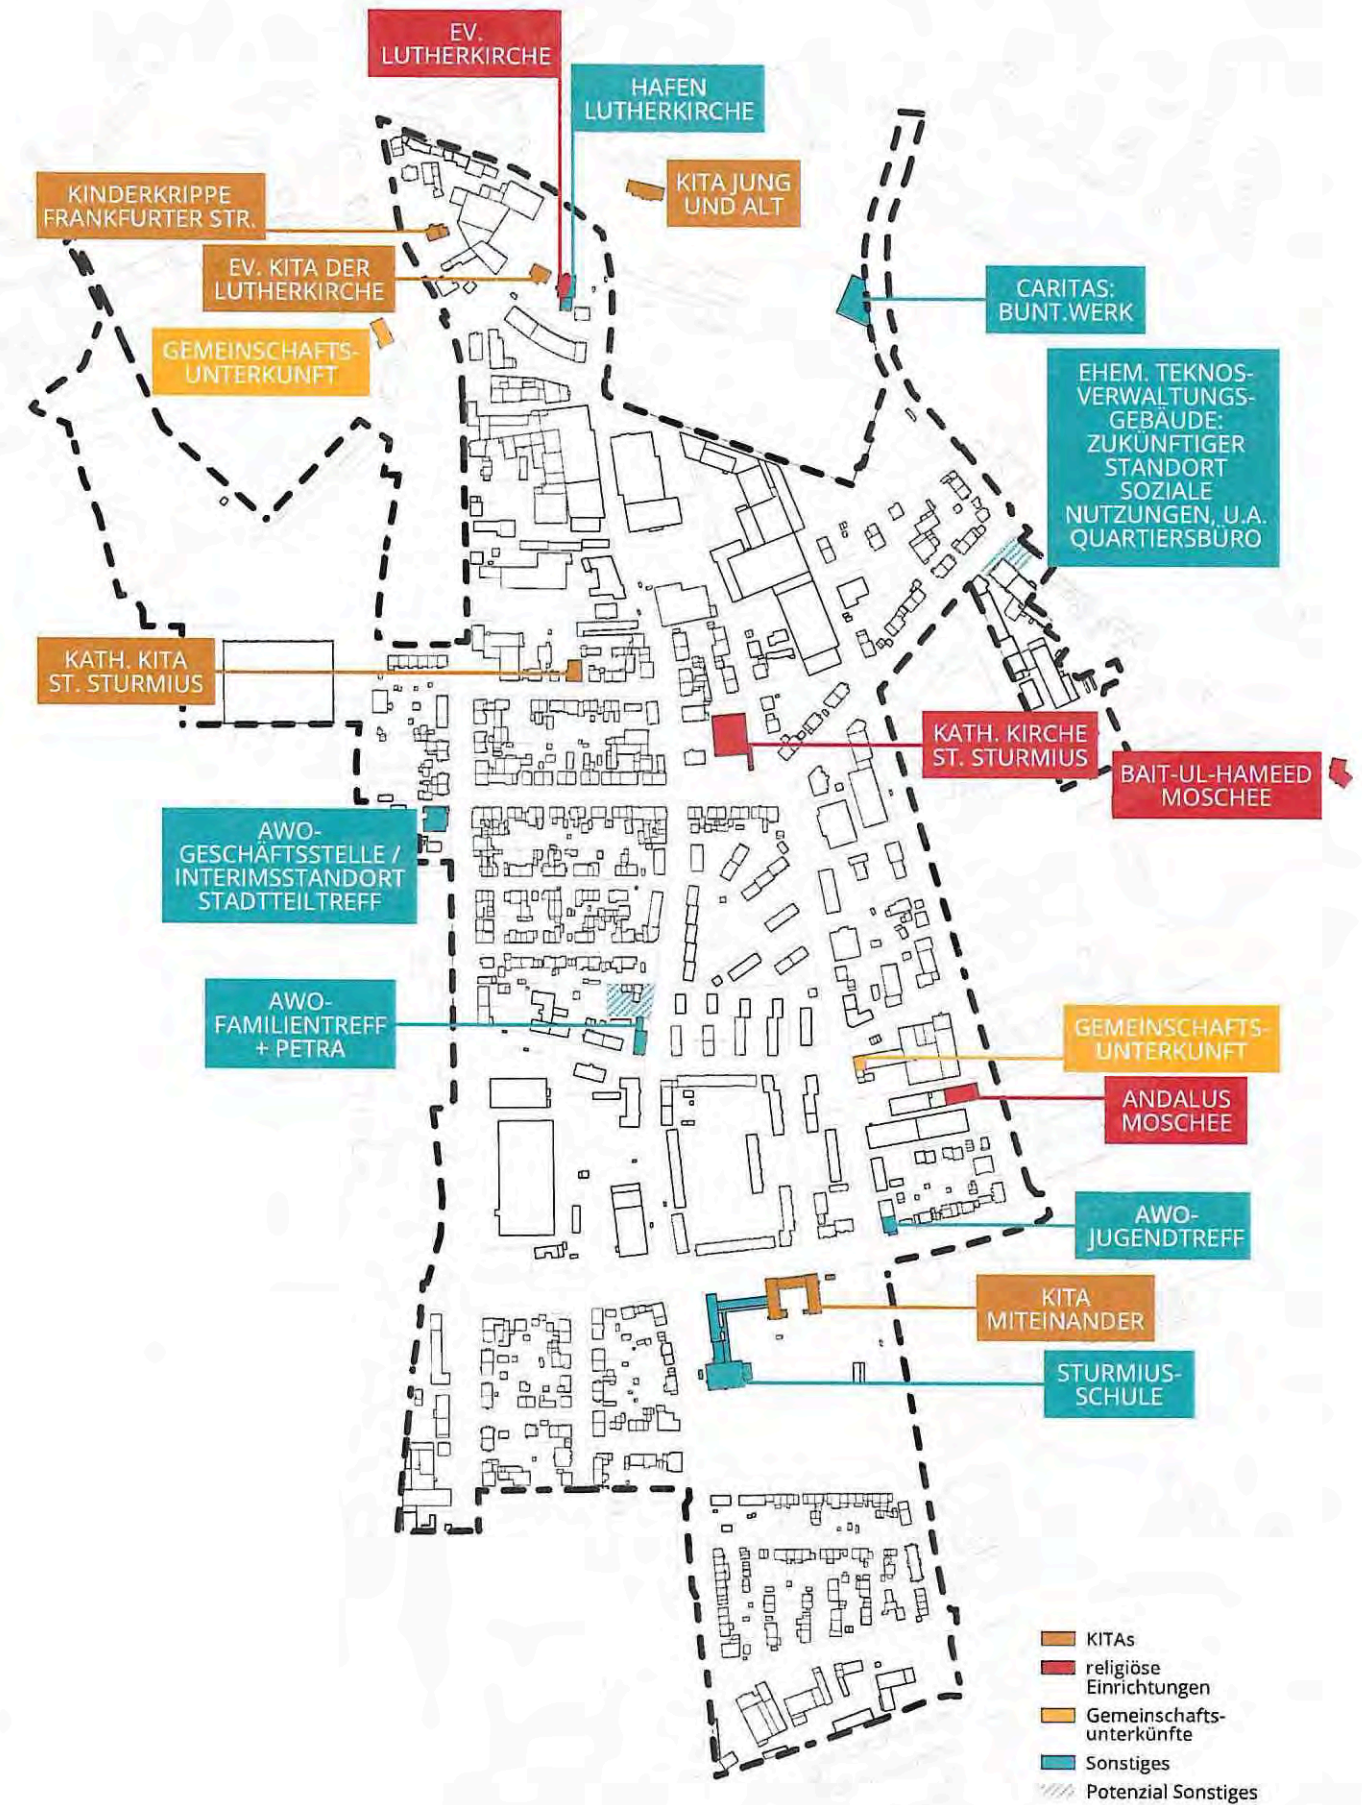 EV.
LUTHERKIRCHE
HAFEN
LUTHERKIRCHE
KITA JUNG
UND ALT
KINDERKRIPPE
FRANKFURTER STR.
EV. KITA DER
LUTHERKIRCHE
GEMEINSCHAFTS-
UNTERKUNFT
CARITAS:
BUNT.WERK
EHEM. TEKNOS-
VERWALTUNGS-
GEBÄUDE:
ZUKÜNFTIGER
STANDORT
SOZIALE
NUTZUNGEN, U.A.
QUARTIERSBÜRO
KATH. KITA
ST. STURMIUS
KATH. KIRCHE
ST. STURMIUS
BAIT-UL-HAMEED
MOSCHEE
AWO-
GESCHÄFTSSTELLE /
INTERIMSSTANDORT
STADTTEILTREFF
AWO-
FAMILIENTREFF
+ PETRA
GEMEINSCHAFTS-
UNTERKUNFT
ANDALUS
MOSCHEE
AWO-
JUGENDTREFF
KITA
MITEINANDER
STURMIUS-
SCHULE
KITAs
religiöse
Einrichtungen
Gemeinschafts-
unterkünfte
Sonstiges
Potenzial Sonstiges